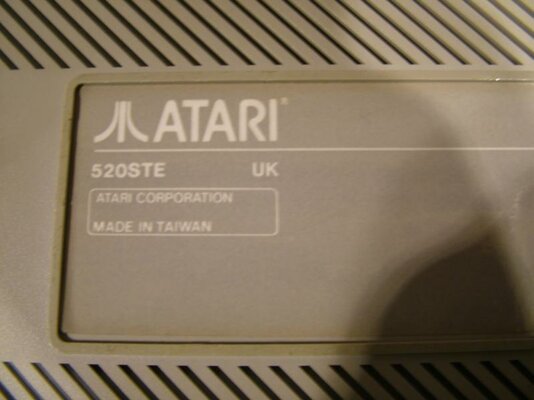 ATARI®
520STE UK
ATARI CORPORATION
MADE IN TAIWAN